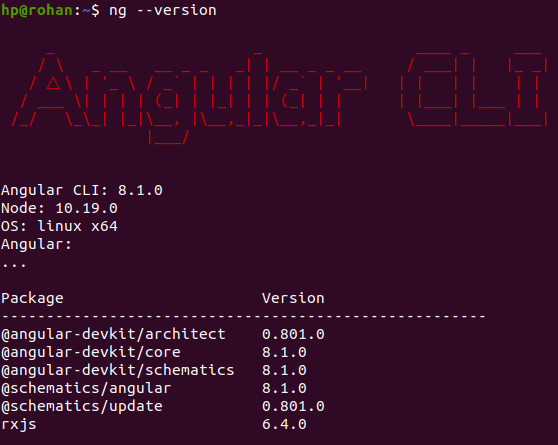 hp@rohan:~$ ng --version
Angular CLI
Angular CLI: 8.1.0
Node: 10.19.0
OS: linux x64
Angular:
...
Package Version
------------------------------------------------------
@angular-devkit/architect 0.801.0
@angular-devkit/core 8.1.0
@angular-devkit/schematics 8.1.0
@schematics/angular 8.1.0
@schematics/update 0.801.0
rxjs 6.4.0